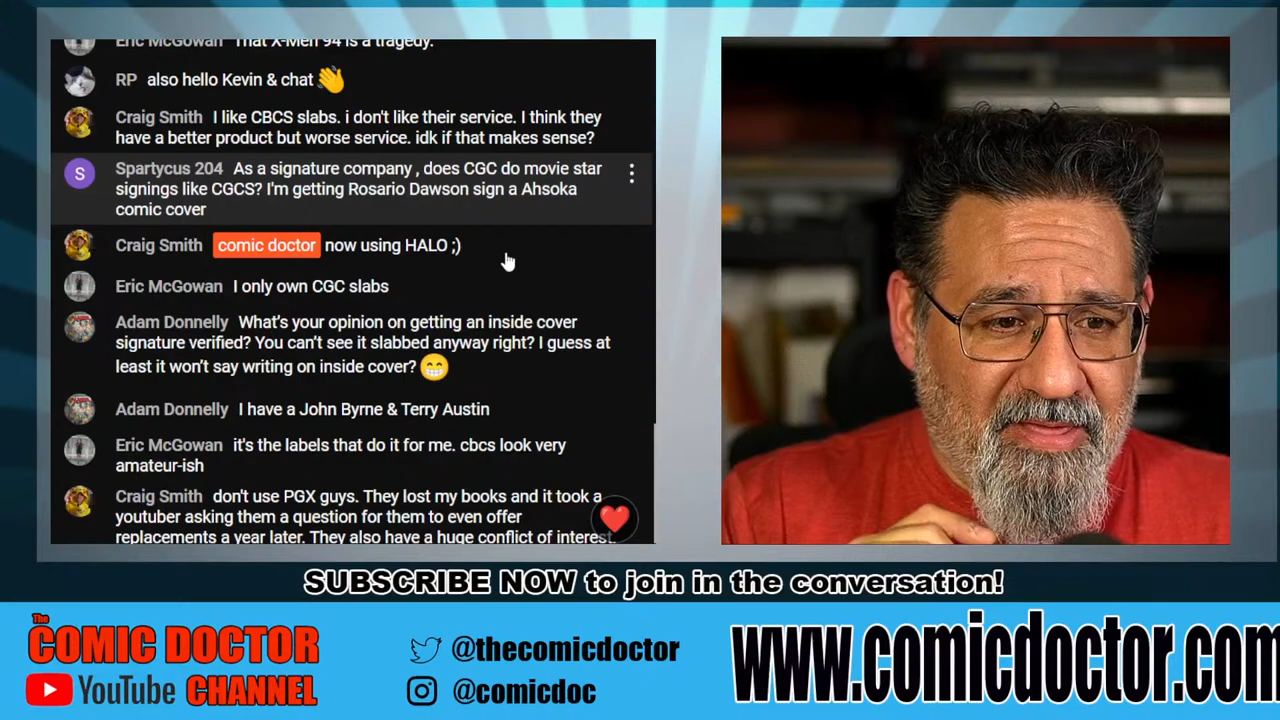 Eric McGowan That X-Men 94 is a tragedy.
RP also hello Kevin & chat 👋
Craig Smith I like CBCS slabs. i don't like their service. I think they
have a better product but worse service. idk if that makes sense?
S
Spartycus 204 As a signature company , does CGC do movie star
signings like CGCS? I'm getting Rosario Dawson sign a Ahsoka
comic cover
Craig Smith comic doctor now using HALO ;)
Eric McGowan I only own CGC slabs
Adam Donnelly What's your opinion on getting an inside cover
signature verified? You can't see it slabbed anyway right? I guess at
least it won't say writing on inside cover? 😁
Adam Donnelly I have a John Byrne & Terry Austin
Eric McGowan it's the labels that do it for me. cbcs look very
amateur-ish
Craig Smith don't use PGX guys. They lost my books and it took a
youtuber asking them a question for them to even offer
replacements a year later. They also have a huge conflict of interest.
SUBSCRIBE NOW to join in the conversation!
The
COMIC DOCTOR
YouTube CHANNEL
@thecomicdoctor
@comicdoc
www.comicdoctor.com